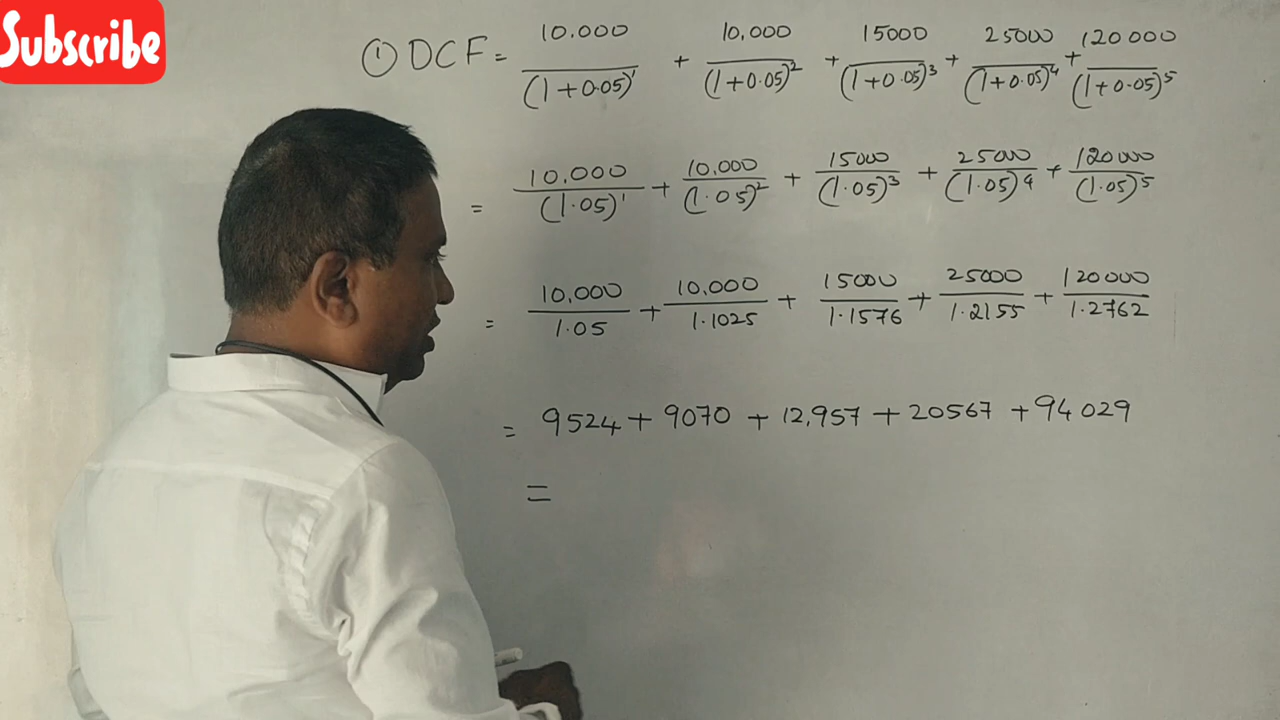 Subscribe
① DCF = 10.000/(1+0.05)¹ + 10,000/(1+0.05)² + 15000/(1+0.05)³ + 25000/(1+0.05)⁴ + 120000/(1+0.05)⁵
= 10.000/(1.05)¹ + 10,000/(1.05)² + 15000/(1.05)³ + 25000/(1.05)⁴ + 120000/(1.05)⁵
= 10,000/1.05 + 10,000/1.1025 + 15000/1.1576 + 25000/1.2155 + 120000/1.2762
= 9524 + 9070 + 12,957 + 20567 + 94029
=